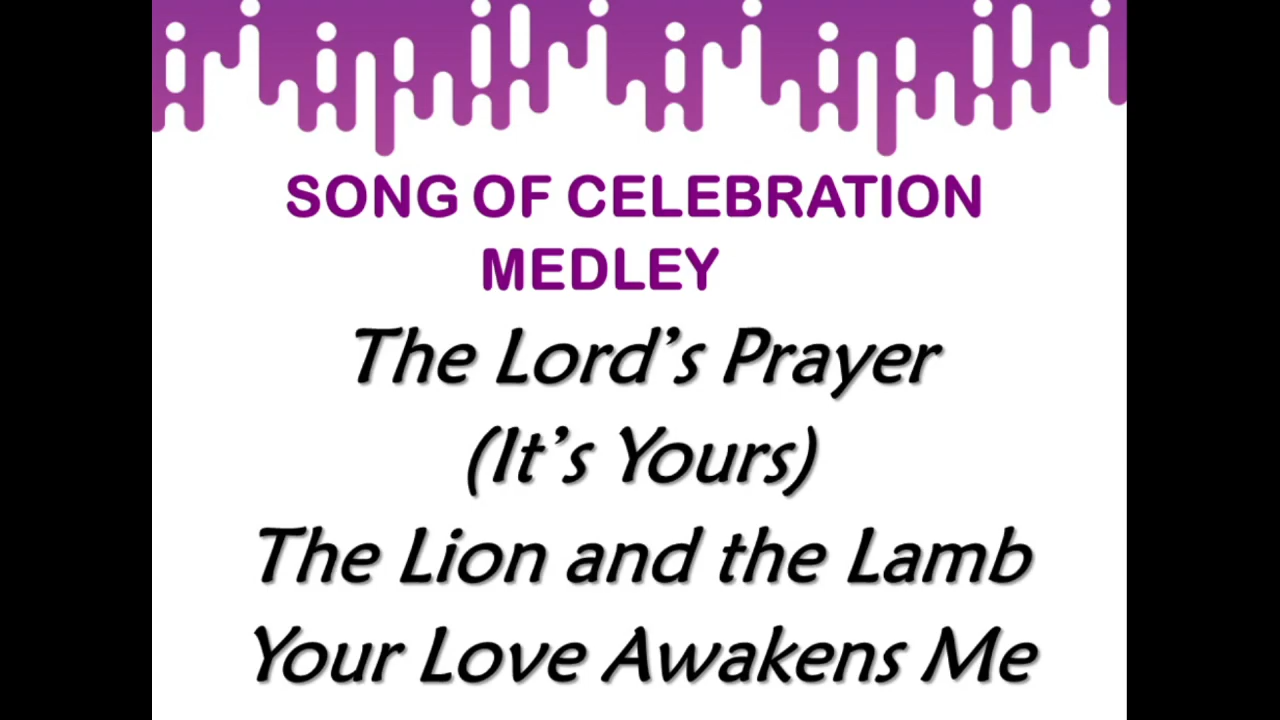 SONG OF CELEBRATION
MEDLEY
The Lord’s Prayer
(It’s Yours)
The Lion and the Lamb
Your Love Awakens Me